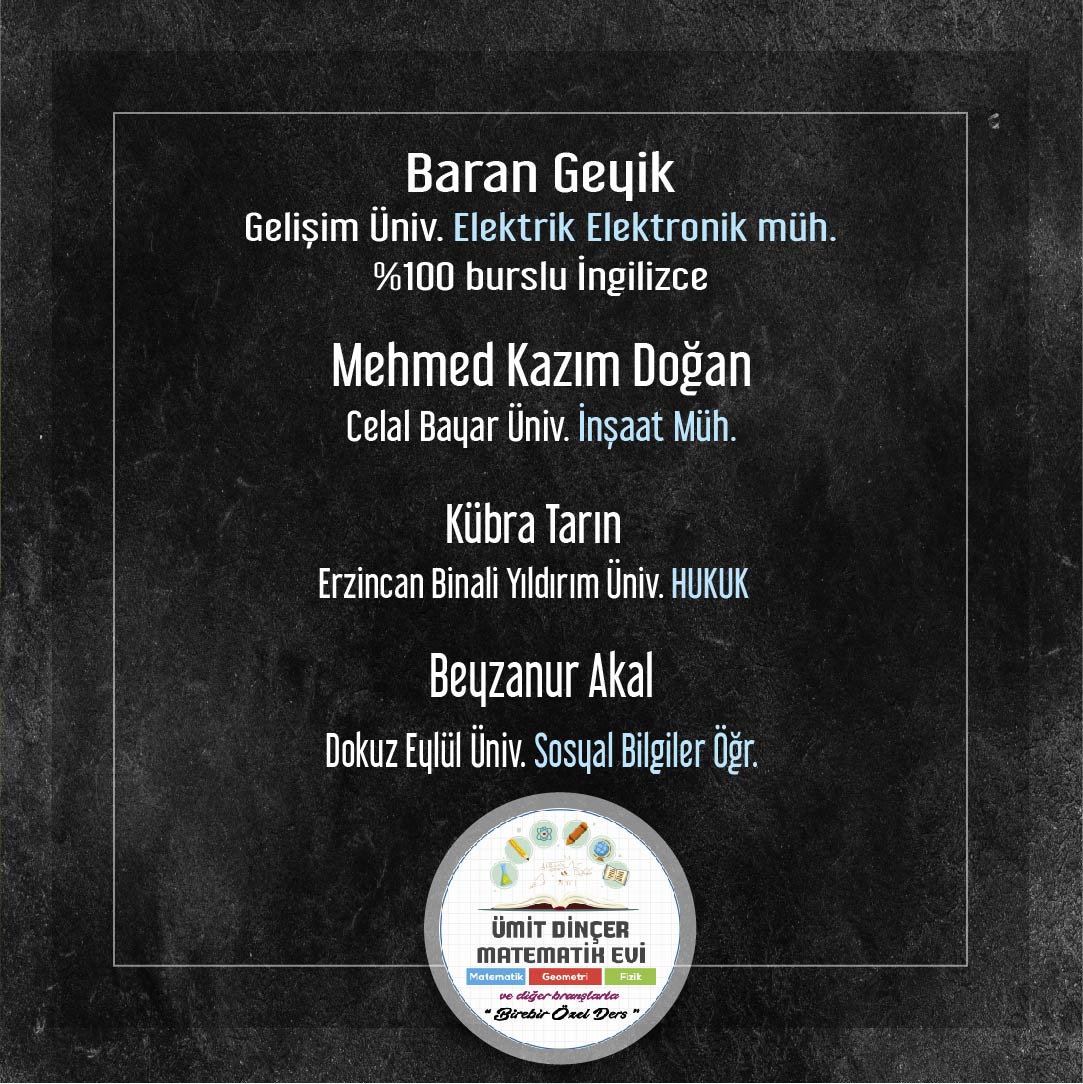 Baran Geyik
Gelişim Üniv. Elektrik Elektronik müh.
%100 burslu İngilizce
Mehmed Kazım Doğan
Celal Bayar Üniv. İnşaat Müh.
Kübra Tarın
Erzincan Binali Yıldırım Üniv. HUKUK
Beyzanur Akal
Dokuz Eylül Üniv. Sosyal Bilgiler Öğr.
ÜMİT DİNÇER
MATEMATİK EVİ
Matematik Geometri Fizik
ve diğer branşlarla
“ Birebir Özel Ders ”